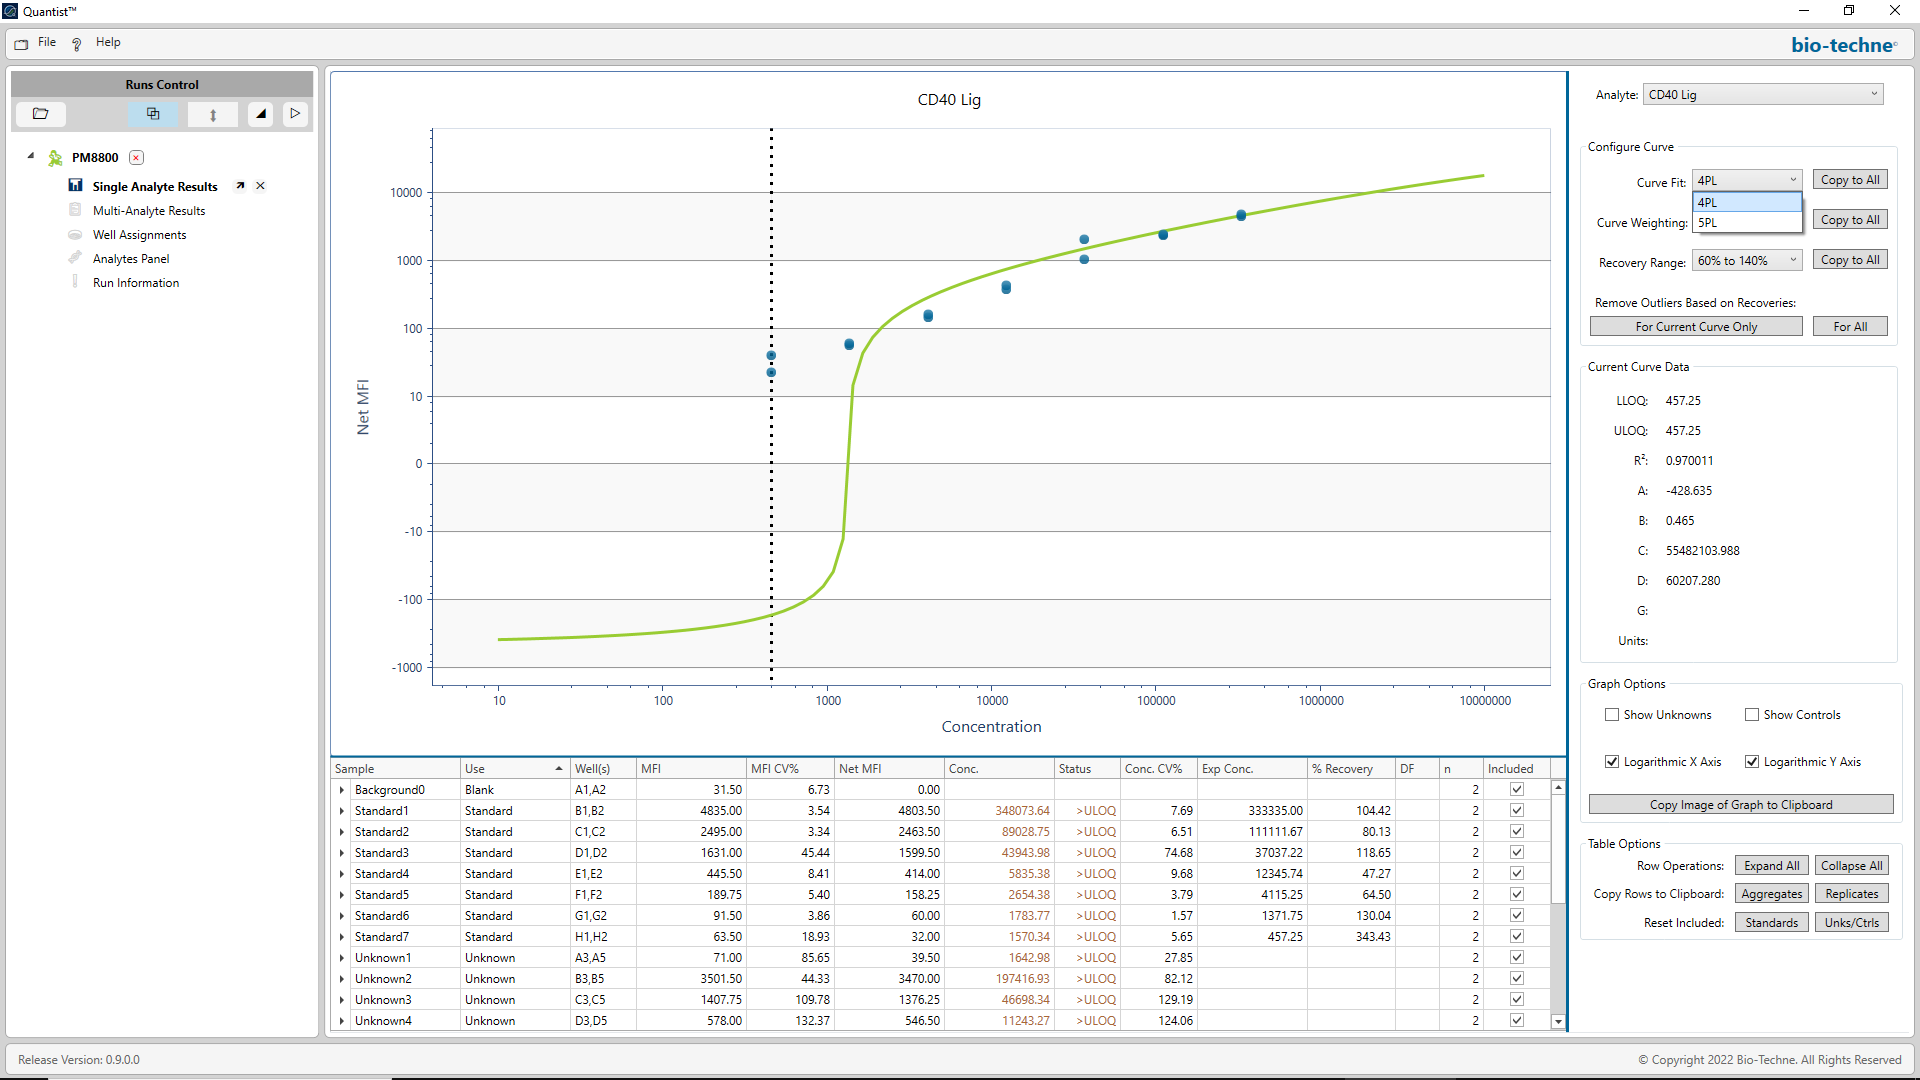 Quantist™
File ? Help
bio-techne
Runs Control
PM8800
Single Analyte Results
Multi-Analyte Results
Well Assignments
Analytes Panel
Run Information
CD40 Lig
Net MFI
10000
1000
100
10
0
-10
-100
-1000
10 100 1000 10000 100000 1000000 10000000
Concentration
Sample Use Well(s) MFI MFI CV% Net MFI Conc. Status Conc. CV% Exp Conc. % Recovery DF n Included
Background0 Blank A1,A2 31.50 6.73 0.00 2
Standard1 Standard B1,B2 4835.00 3.54 4803.50 348073.64 >ULOQ 7.69 333335.00 104.42 2
Standard2 Standard C1,C2 2495.00 3.34 2463.50 89028.75 >ULOQ 6.51 111111.67 80.13 2
Standard3 Standard D1,D2 1631.00 45.44 1599.50 43943.98 >ULOQ 74.68 37037.22 118.65 2
Standard4 Standard E1,E2 445.50 8.41 414.00 5835.38 >ULOQ 9.68 12345.74 47.27 2
Standard5 Standard F1,F2 189.75 5.40 158.25 2654.38 >ULOQ 3.79 4115.25 64.50 2
Standard6 Standard G1,G2 91.50 3.86 60.00 1783.77 >ULOQ 1.57 1371.75 130.04 2
Standard7 Standard H1,H2 63.50 18.93 32.00 1570.34 >ULOQ 5.65 457.25 343.43 2
Unknown1 Unknown A3,A5 71.00 85.65 39.50 1642.98 >ULOQ 27.85 2
Unknown2 Unknown B3,B5 3501.50 44.33 3470.00 197416.93 >ULOQ 82.12 2
Unknown3 Unknown C3,C5 1407.75 109.78 1376.25 46698.34 >ULOQ 129.19 2
Unknown4 Unknown D3,D5 578.00 132.37 546.50 11243.27 >ULOQ 124.06 2
Analyte: CD40 Lig
Configure Curve
Curve Fit: 4PL Copy to All
4PL
5PL
Curve Weighting: Copy to All
Recovery Range: 60% to 140% Copy to All
Remove Outliers Based on Recoveries:
For Current Curve Only For All
Current Curve Data
LLOQ: 457.25
ULOQ: 457.25
R²: 0.970011
A: -428.635
B: 0.465
C: 55482103.988
D: 60207.280
G:
Units:
Graph Options
Show Unknowns Show Controls
Logarithmic X Axis Logarithmic Y Axis
Copy Image of Graph to Clipboard
Table Options
Row Operations: Expand All Collapse All
Copy Rows to Clipboard: Aggregates Replicates
Reset Included: Standards Unks/Ctrls
Release Version: 0.9.0.0
© Copyright 2022 Bio-Techne. All Rights Reserved